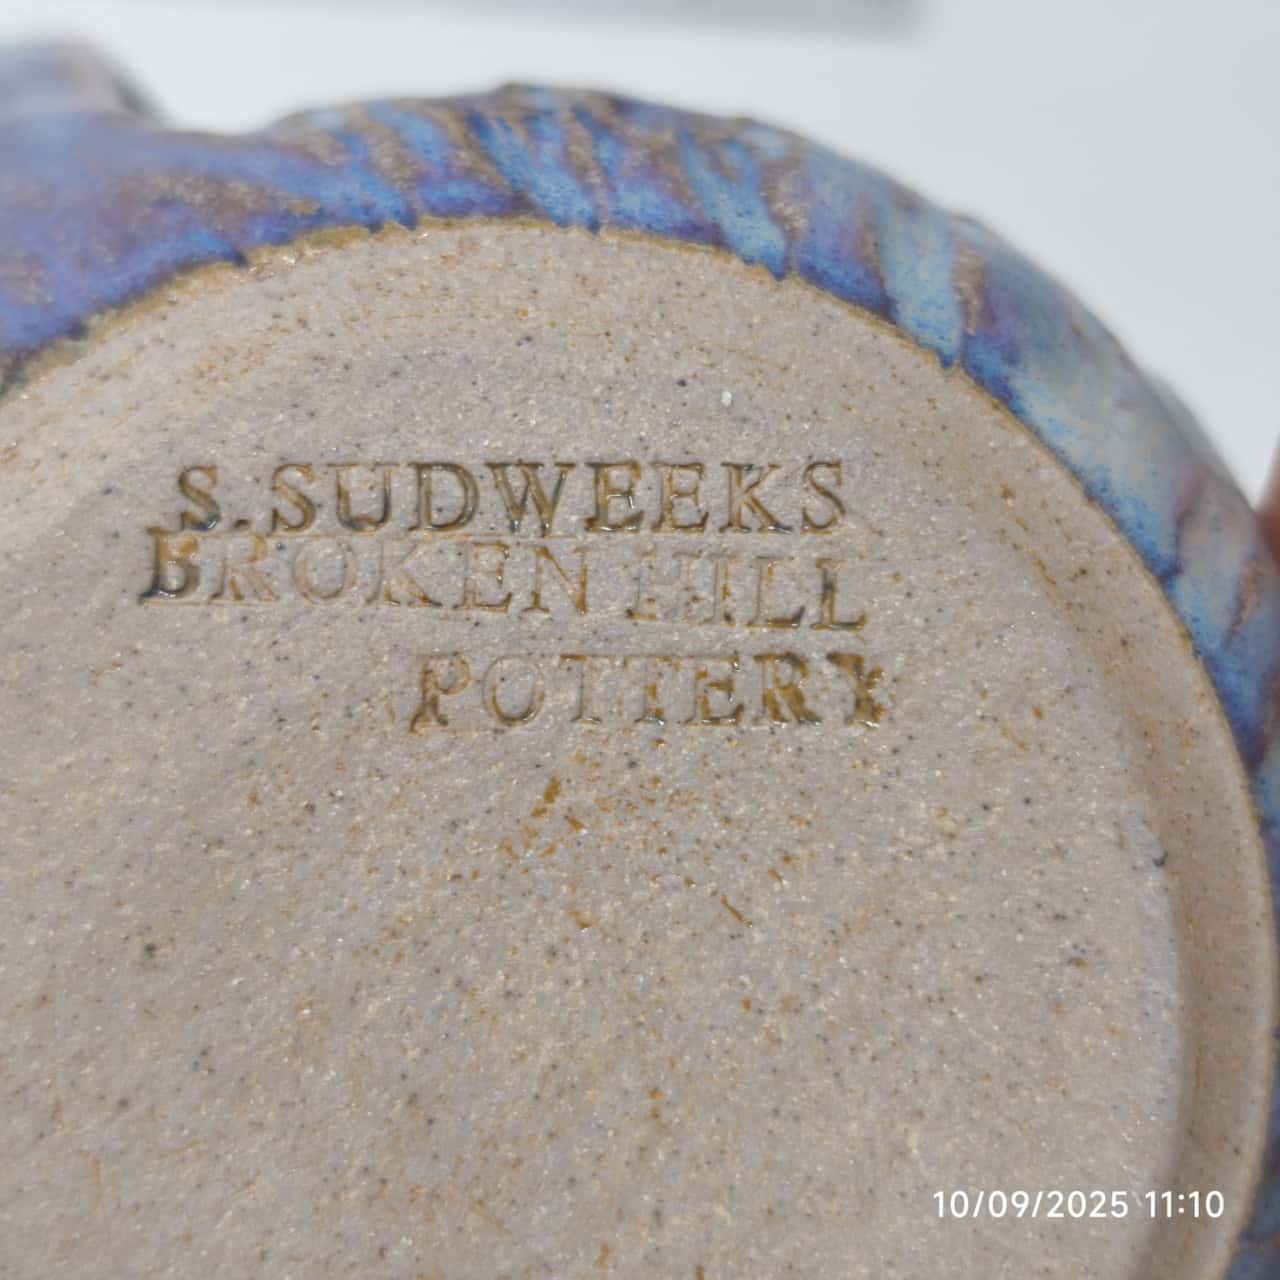 S.SUDWEEKS
BROKEN HILL
POTTERY
10/09/2025 11:10